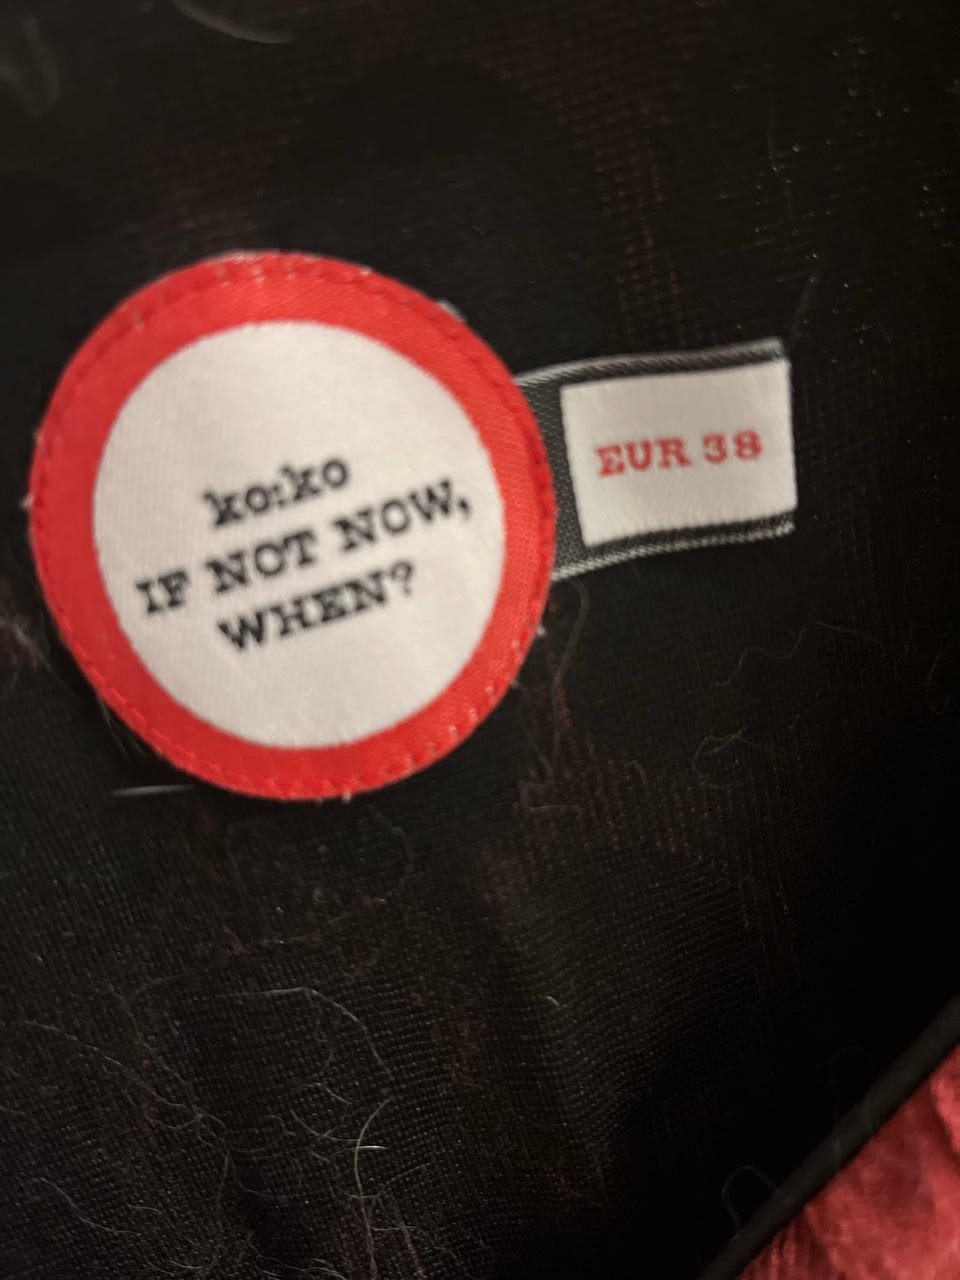 ko:ko
IF NOT NOW,
WHEN?
EUR 38